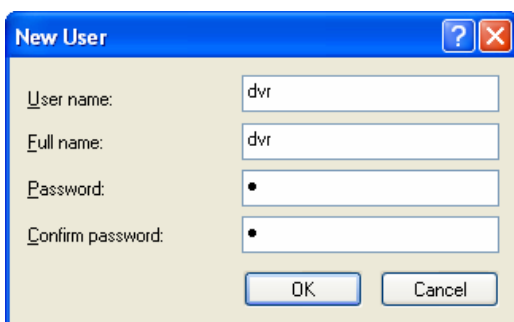 New User
User name: dvr
Full name: dvr
Password: •
Confirm password: •
OK Cancel